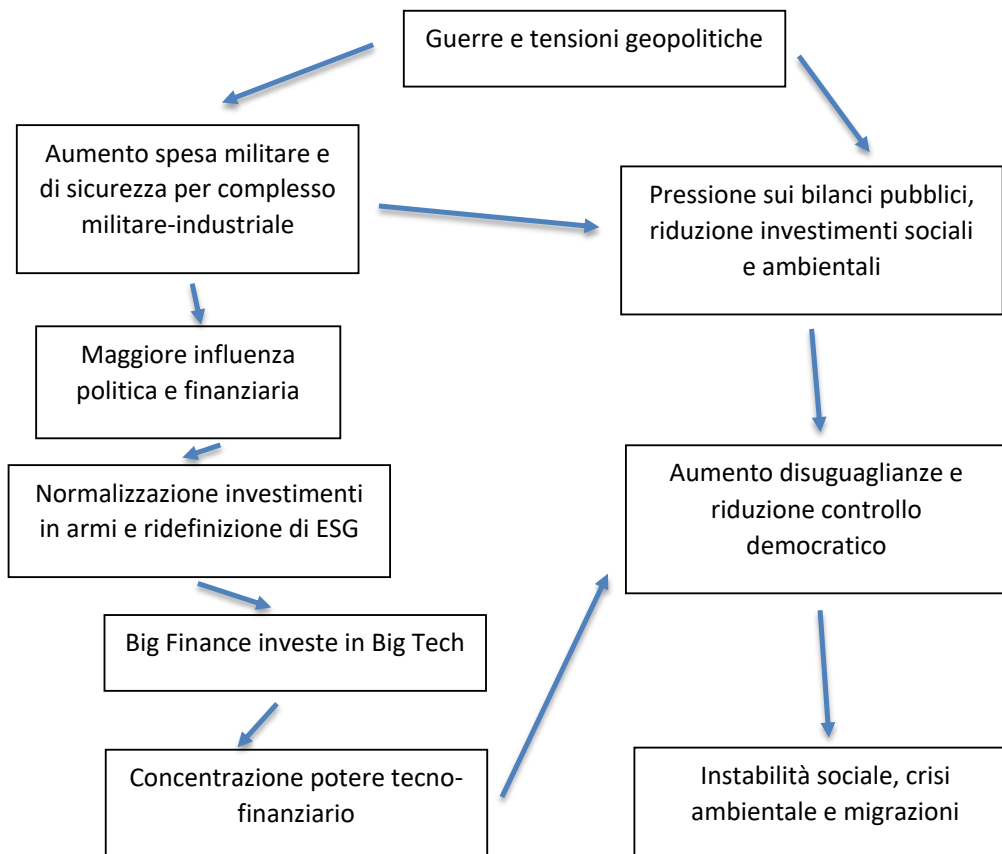 Guerre e tensioni geopolitiche
Aumento spesa militare e
di sicurezza per complesso
militare-industriale
Pressione sui bilanci pubblici,
riduzione investimenti sociali
e ambientali
Maggiore influenza
politica e finanziaria
Normalizzazione investimenti
in armi e ridefinizione di ESG
Aumento disuguaglianze e
riduzione controllo
democratico
Big Finance investe in Big Tech
Concentrazione potere tecno-
finanziario
Instabilità sociale, crisi
ambientale e migrazioni